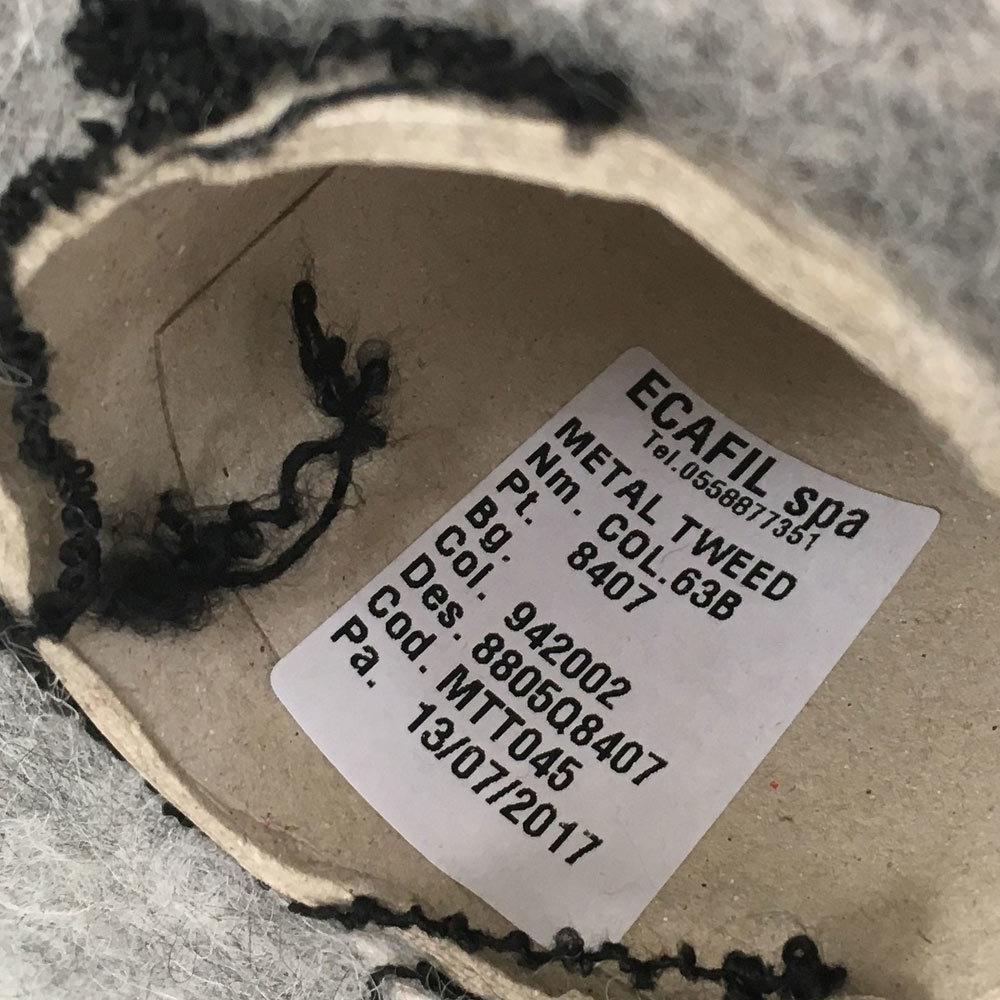 ECAFIL spa
Tel.0558877351
METAL TWEED
Nm. COL.63B
Pt. 8407
Bg.
Col. 942002
Des. 8805Q8407
Cod. MTT045
Pa. 13/07/2017